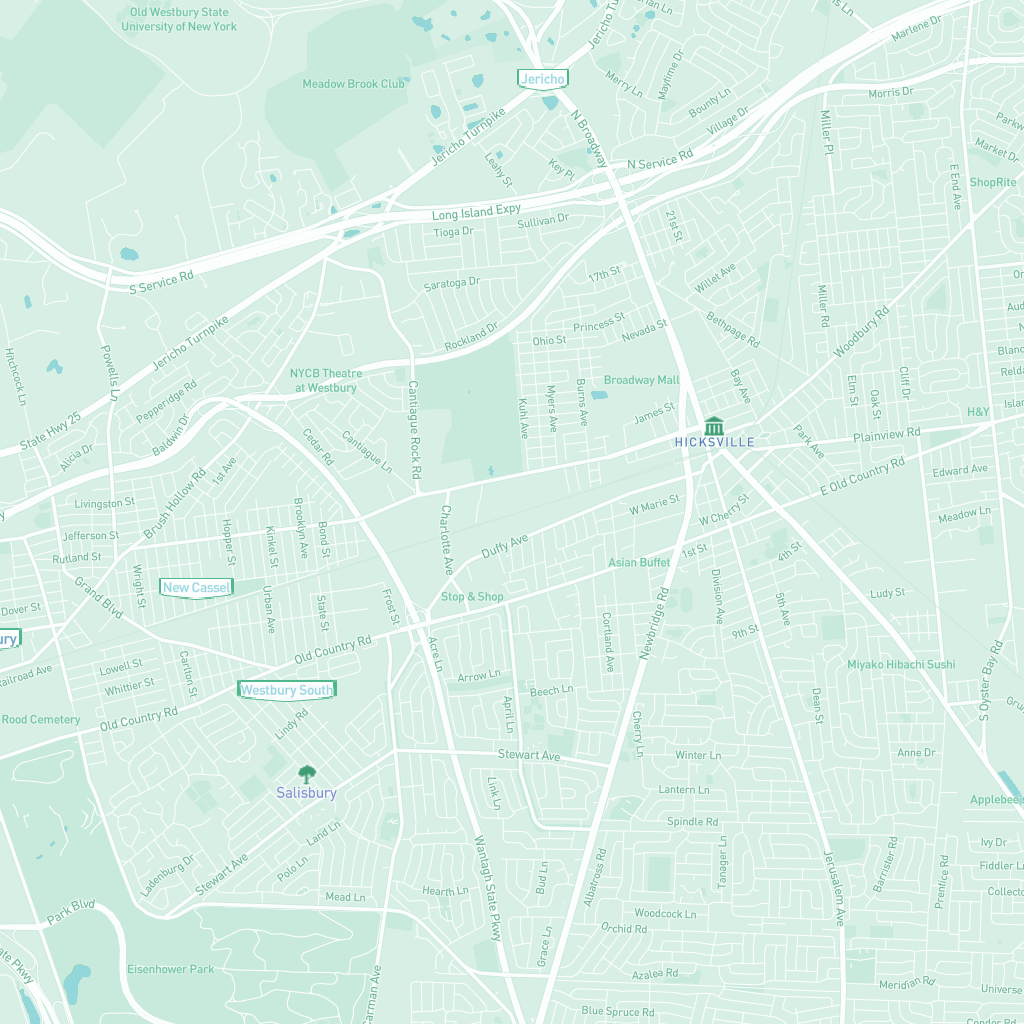 Old Westbury State
University of New York
Marlene Dr
Jericho Tu
Meadow Brook Club
Jericho
Merry Ln
Maytime Dr
Morris Dr
Bounty Ln
Village Dr
N Broadway
Miller Pl
Market Dr
Jericho Turnpike
Leahy St
Key Pl
N Service Rd
E End Ave
ShopRite
Long Island Expy
Sullivan Dr
Tioga Dr
21st St
S Service Rd
Saratoga Dr
17th St
Willet Ave
Miller Rd
Woodbury Rd
Jericho Turnpike
Rockland Dr
Princess St
Ohio St
Nevada St
Bethpage Rd
Hitchcock Ln
Powells Ln
NYCB Theatre
at Westbury
Broadway Mall
Bay Ave
Cliff Dr
Elm St
Oak St
Pepperidge Rd
Cantiague Rock Rd
Kuhl Ave
Myers Ave
Burns Ave
James St
H&Y
State Hwy 25
Baldwin Dr
Alicia Dr
Cedar Rd
Cantiague Ln
HICKSVILLE
Park Ave
Plainview Rd
E Old Country Rd
Edward Ave
1st Ave
Brush Hollow Rd
Livingston St
Brooklyn Ave
Charlotte Ave
W Marie St
W Cherry St
Meadow Ln
Hopper St
Kinkel St
Bond St
Jefferson St
Rutland St
Duffy Ave
1st St
4th St
Asian Buffet
Wright St
New Cassel
Grand Blvd
Dover St
Urban Ave
State St
Frost St
Stop & Shop
Division Ave
5th Ave
Ludy St
Newbridge Rd
Cortland Ave
9th St
Old Country Rd
Acre Ln
Railroad Ave
Lowell St
Whittier St
Carlton St
Westbury South
Arrow Ln
Beech Ln
April Ln
Miyako Hibachi Sushi
S Oyster Bay Rd
Dean St
Rood Cemetery
Old Country Rd
Lindy Rd
Cherry Ln
Stewart Ave
Winter Ln
Anne Dr
Salisbury
Link Ln
Lantern Ln
Spindle Rd
Ivy Dr
Land Ln
Polo Ln
Ladenburg Dr
Stewart Ave
Wantagh State Pkwy
Bud Ln
Albatross Rd
Tanager Ln
Jerusalem Ave
Barrister Rd
Prentice Rd
Fiddler Ln
Mead Ln
Hearth Ln
Park Blvd
Woodcock Ln
Orchid Rd
Grace Ln
Eisenhower Park
Azalea Rd
Meridian Rd
Universe
Blue Spruce Rd
Condor Rd